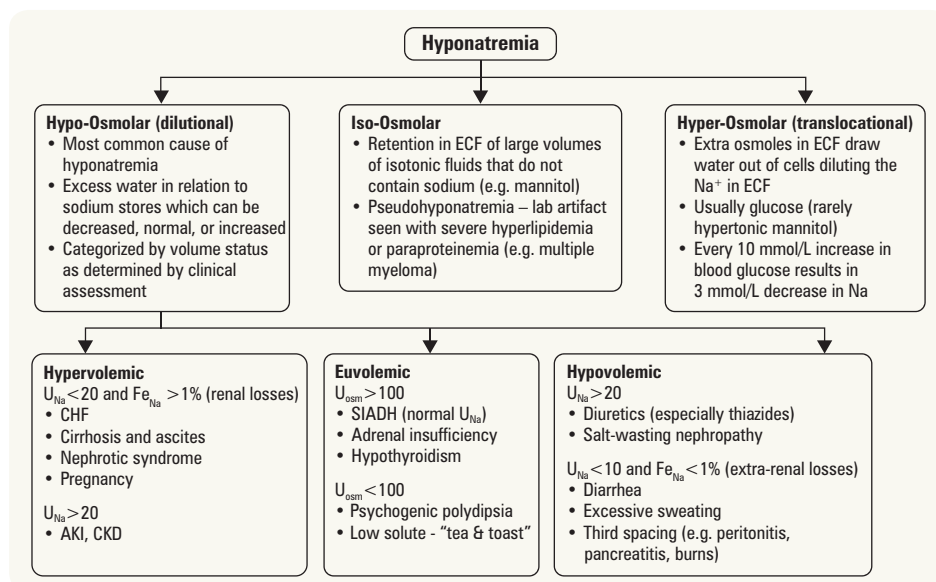 Hyponatremia
Hypo-Osmolar (dilutional)
• Most common cause of
hyponatremia
• Excess water in relation to
sodium stores which can be
decreased, normal, or increased
• Categorized by volume status
as determined by clinical
assessment
Iso-Osmolar
• Retention in ECF of large volumes
of isotonic fluids that do not
contain sodium (e.g. mannitol)
• Pseudohyponatremia – lab artifact
seen with severe hyperlipidemia
or paraproteinemia (e.g. multiple
myeloma)
Hyper-Osmolar (translocational)
• Extra osmoles in ECF draw
water out of cells diluting the
Na⁺ in ECF
• Usually glucose (rarely
hypertonic mannitol)
• Every 10 mmol/L increase in
blood glucose results in
3 mmol/L decrease in Na
Hypervolemic
UNa<20 and FeNa >1% (renal losses)
• CHF
• Cirrhosis and ascites
• Nephrotic syndrome
• Pregnancy
UNa>20
• AKI, CKD
Euvolemic
Uosm>100
• SIADH (normal UNa)
• Adrenal insufficiency
• Hypothyroidism
Uosm<100
• Psychogenic polydipsia
• Low solute - “tea & toast”
Hypovolemic
UNa>20
• Diuretics (especially thiazides)
• Salt-wasting nephropathy
UNa<10 and FeNa<1% (extra-renal losses)
• Diarrhea
• Excessive sweating
• Third spacing (e.g. peritonitis,
pancreatitis, burns)